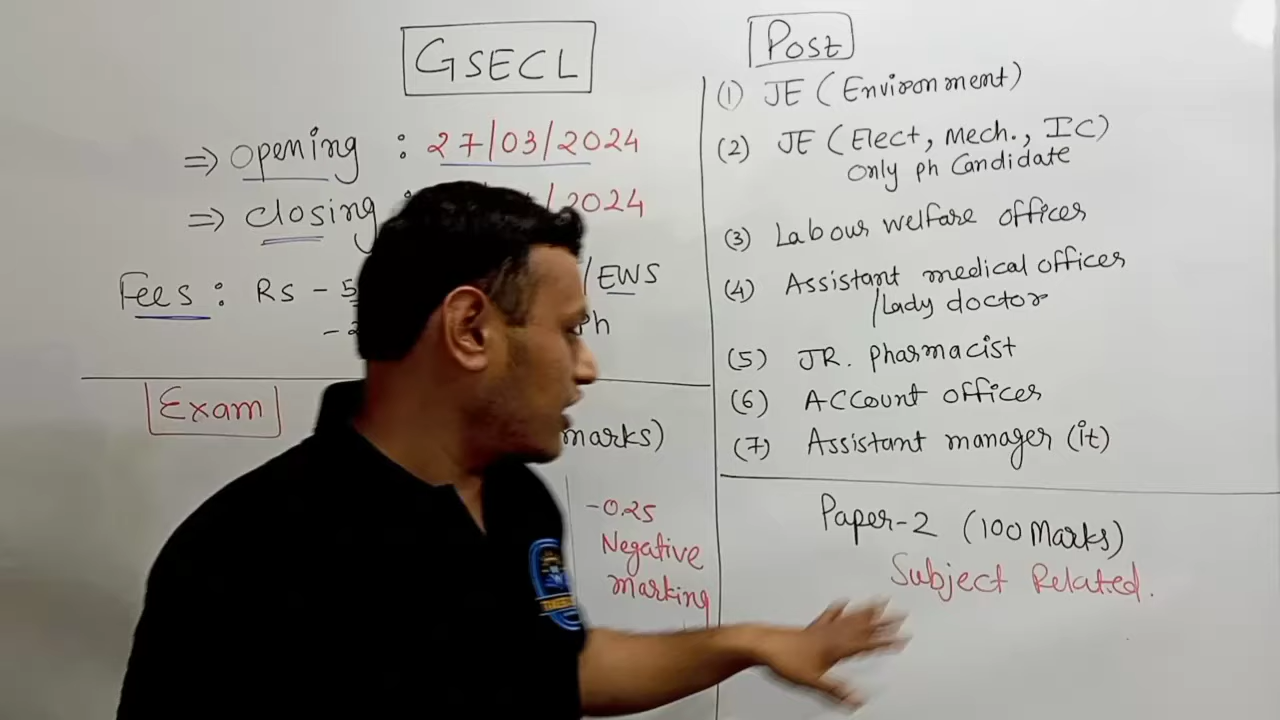 GSECL
⇒ opening : 27/03/2024
⇒ closing : /2024
Fees : RS - 5 /EWS
Ph
Exam
marks)
-0.25
Negative
marking
Post
(1) JE (Environment)
(2) JE (Elect, Mech., IC)
Only ph Candidate
(3) Labour welfare officer
(4) Assistant medical officer
/lady doctor
(5) JR. pharmacist
(6) Account officer
(7) Assistant manager (it)
Paper-2 (100 Marks)
Subject Related.